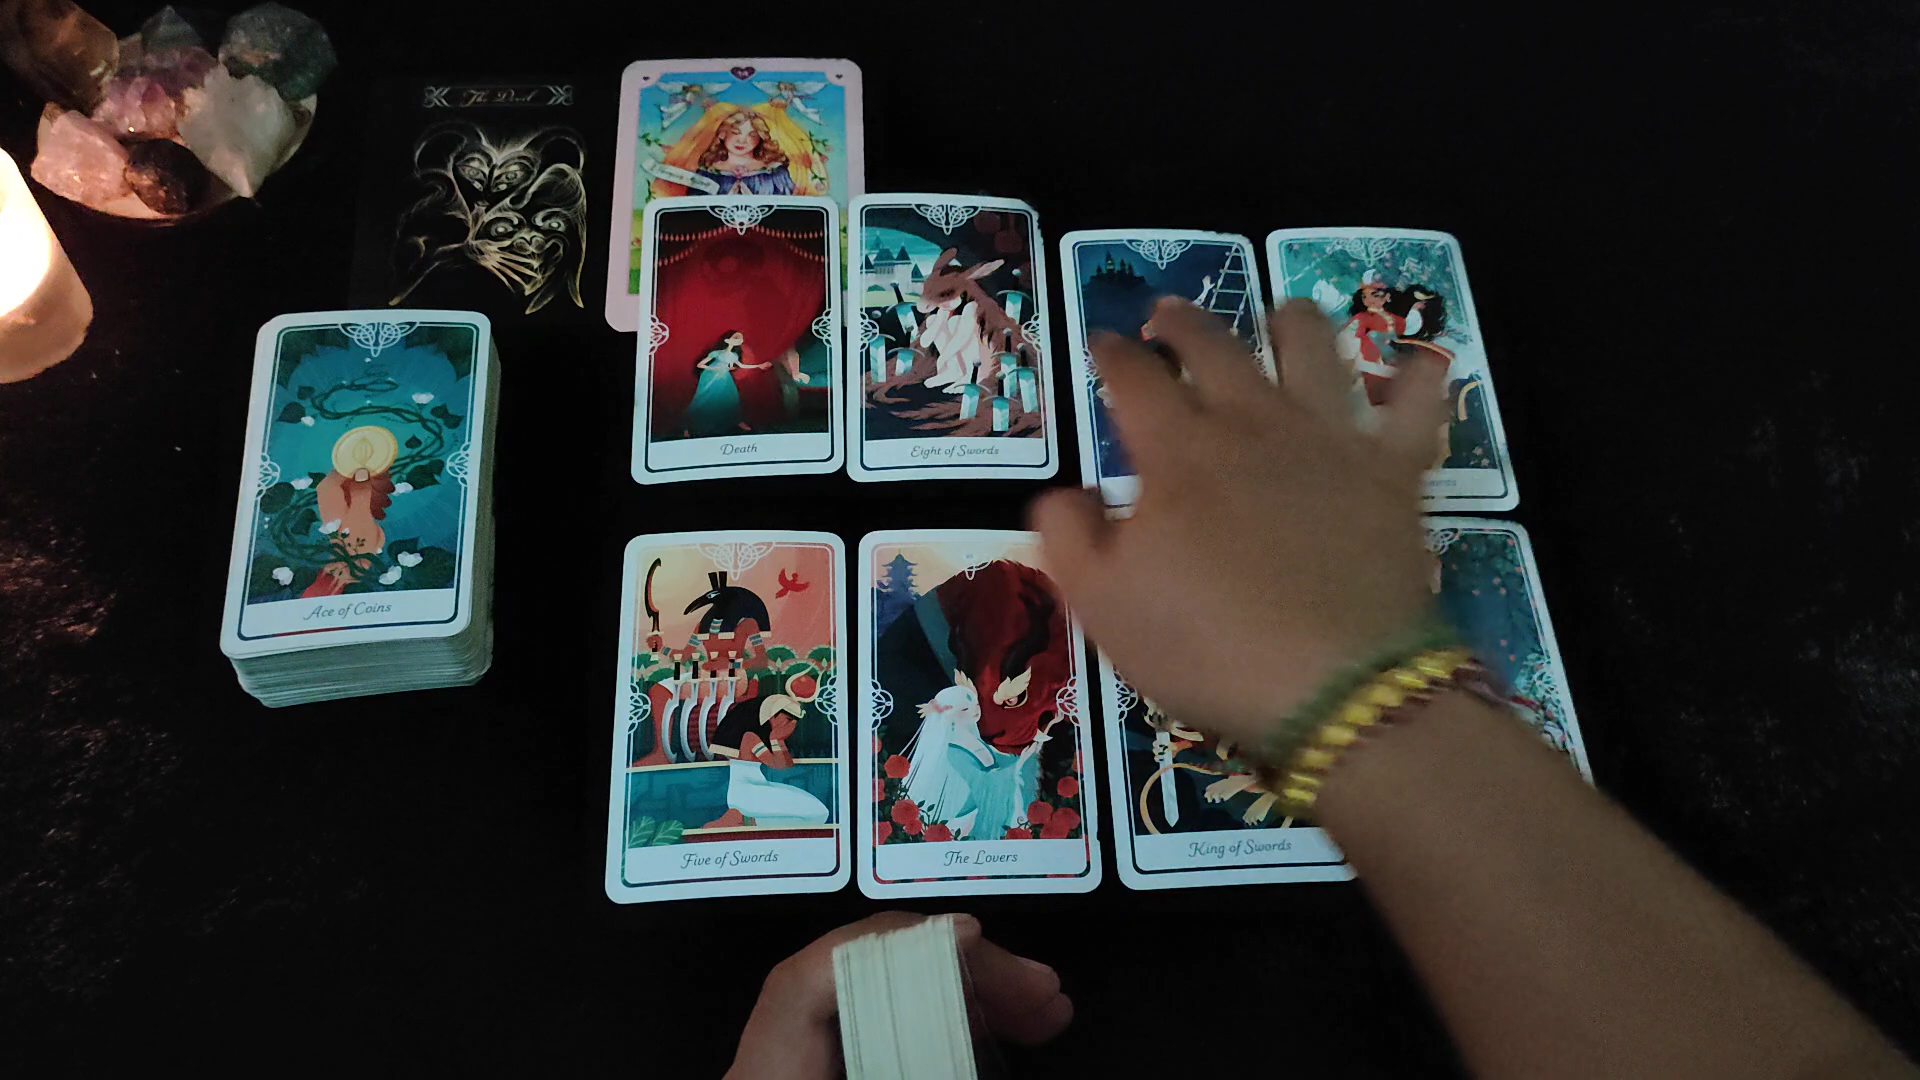 The Devil
Death
Eight of Swords
Ace of Coins
Five of Swords
The Lovers
King of Swords